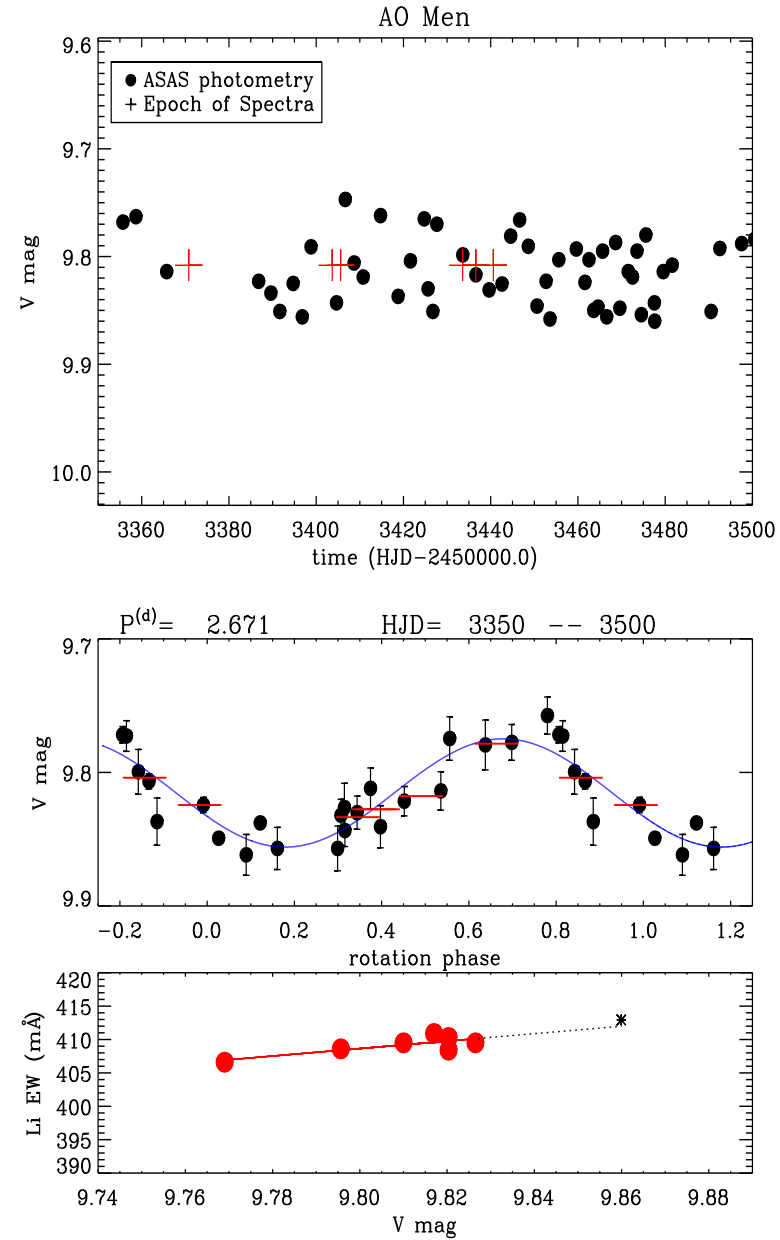 AO Men
9.6
ASAS photometry
Epoch of Spectra
9.7
9.8
V mag
9.9
10.0
3360 3380 3400 3420 3440 3460 3480 3500
time (HJD-2450000.0)
P(d)= 2.671 HJD= 3350 -- 3500
9.7
9.8
V mag
9.9
-0.2 0.0 0.2 0.4 0.6 0.8 1.0 1.2
rotation phase
420
415
410
405
400
395
390
Li EW (mÅ)
9.74 9.76 9.78 9.80 9.82 9.84 9.86 9.88
V mag